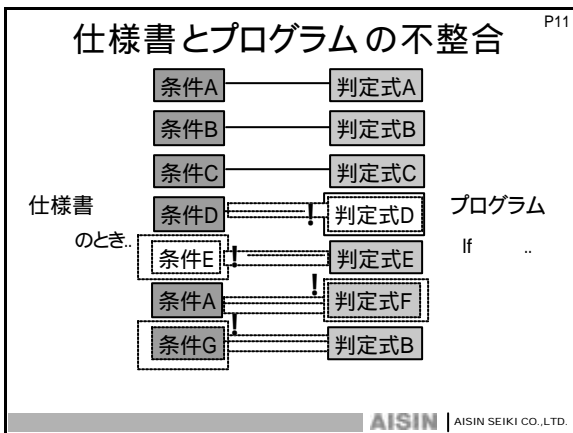 P11
仕様書とプログラムの不整合
条件A 判定式A
条件B 判定式B
条件C 判定式C
仕様書
のとき..
条件D ! 判定式D
プログラム
If ..
条件E ! 判定式E
条件A ! 判定式F
条件G ! 判定式B
AISIN AISIN SEIKI CO.,LTD.